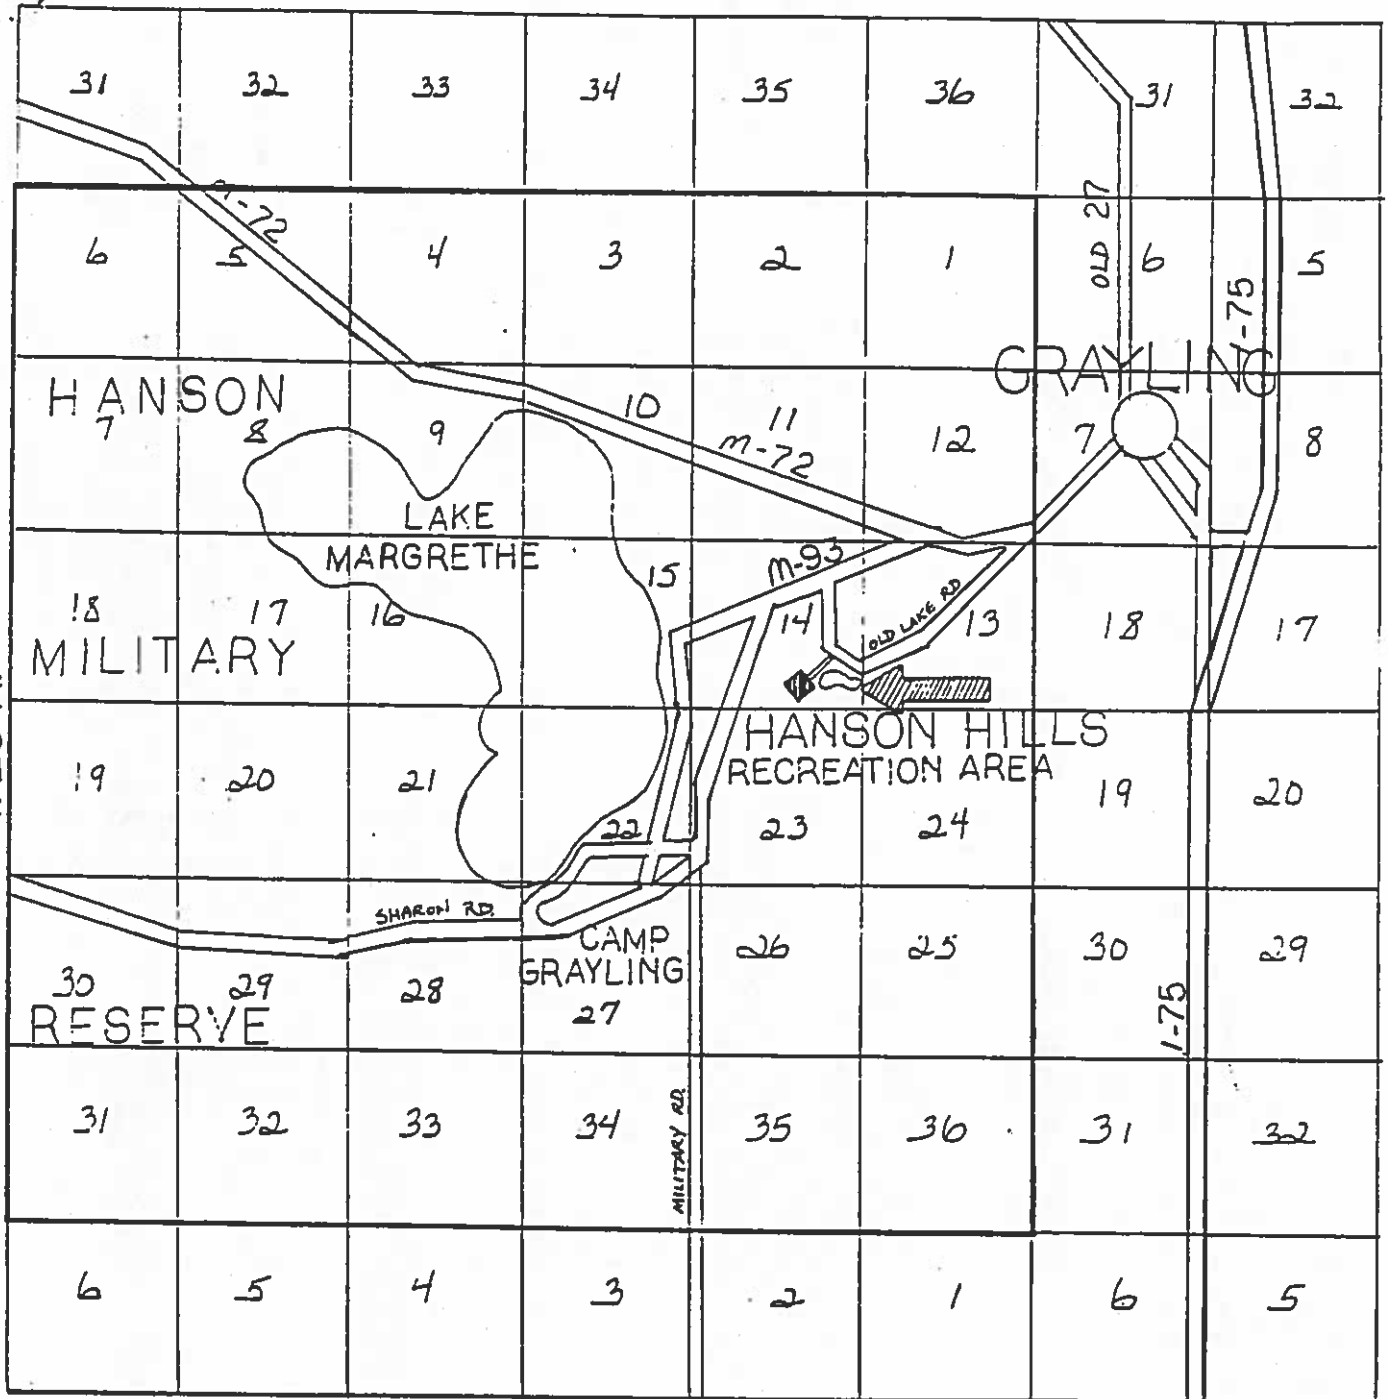 31 32 33 34 35 36 31 32
M-72
OLD 27
6 5 4 3 2 1 6 5
I-75
GRAYLING
HANSON
7 8 9 10 11 12 7 8
M-72
LAKE
MARGRETHE
M-93
18 17 16 15 14 13 18 17
OLD LAKE RD
MILITARY
HANSON HILLS
RECREATION AREA
19 20 21 22 23 24 19 20
SHARON RD.
CAMP
GRAYLING
30 29 28 27 26 25 30 29
RESERVE
I-75
31 32 33 34 35 36 31 32
MILITARY RD.
6 5 4 3 2 1 6 5